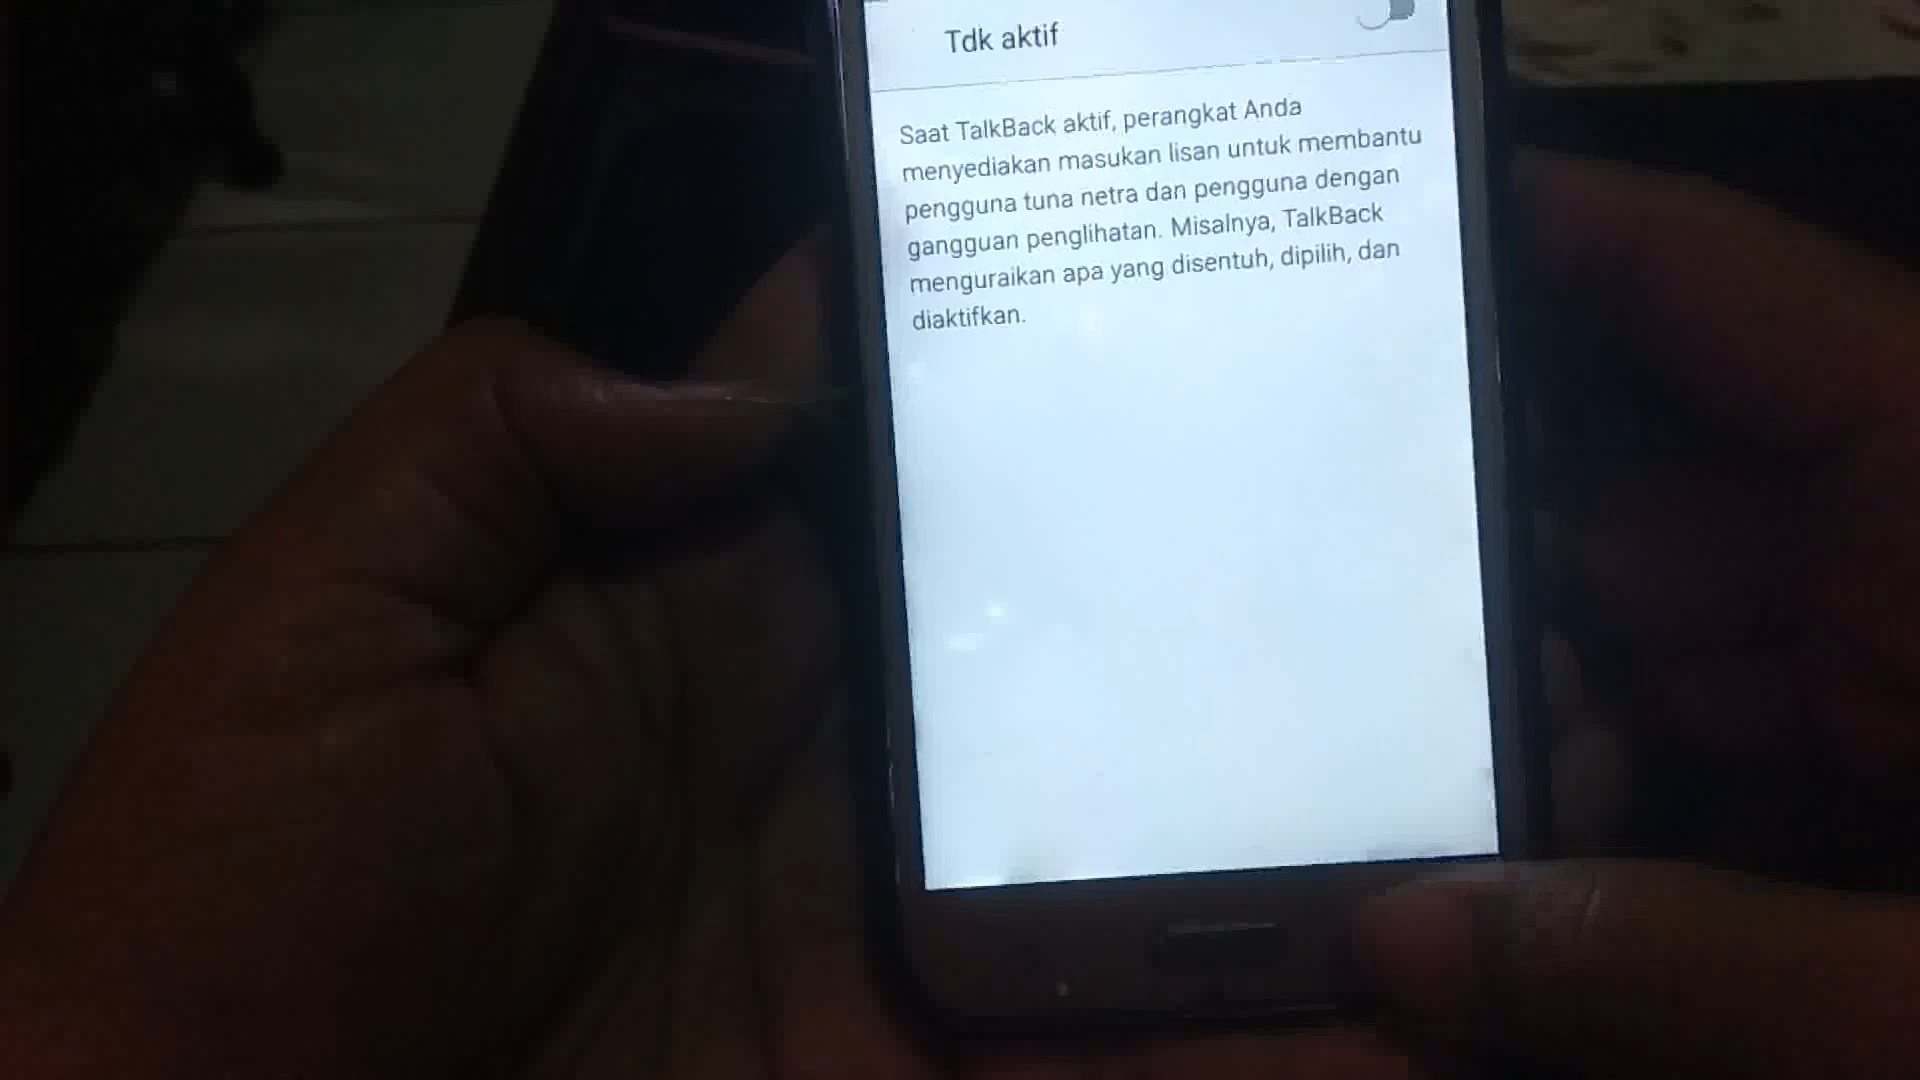 Tdk aktif
Saat TalkBack aktif, perangkat Anda
menyediakan masukan lisan untuk membantu
pengguna tuna netra dan pengguna dengan
gangguan penglihatan. Misalnya, TalkBack
menguraikan apa yang disentuh, dipilih, dan
diaktifkan.